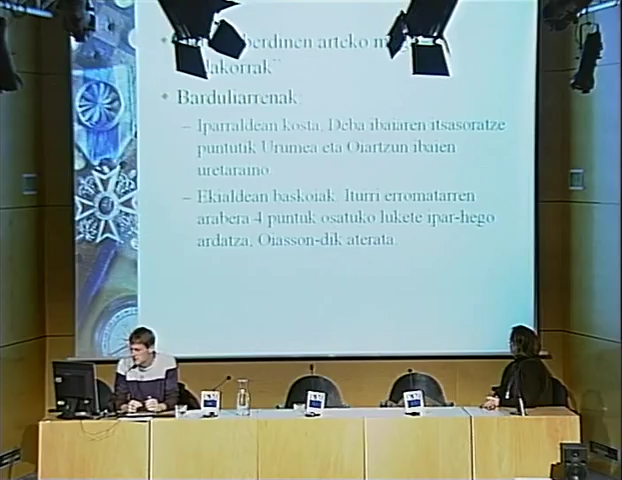 berdinen arteko
Barduliarrenak:
– Iparraldean kosta. Deba ibaiaren itsasoratze
puntutik Urumea eta Oiartzun ibaien
uretaraino
– Ekialdean baskoiak. Iturri erromatarren
arabera 4 puntuk osatuko lukete ipar-hego
ardatza, Oiasson-dik aterata.